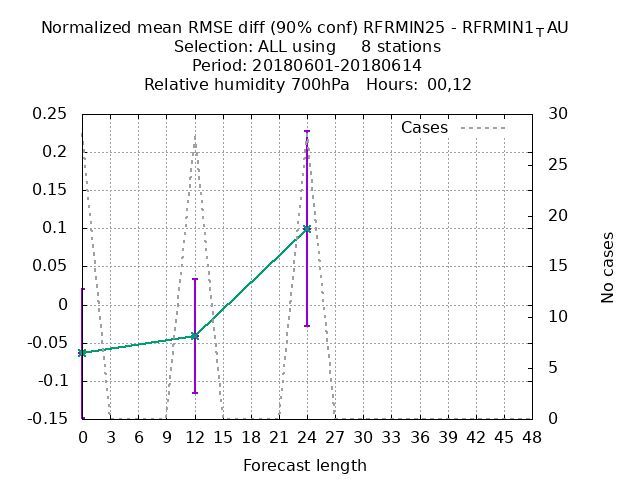 Normalized mean RMSE diff (90% conf) RFRMIN25 - RFRMIN1TAU
Selection: ALL using     8 stations
Period: 20180601-20180614
Relative humidity 700hPa   Hours:  00,12
Cases
0.25
0.2
0.15
0.1
0.05
0
-0.05
-0.1
-0.15
30
25
20
15
10
5
0
No cases
0 3 6 9 12 15 18 21 24 27 30 33 36 39 42 45 48
Forecast length